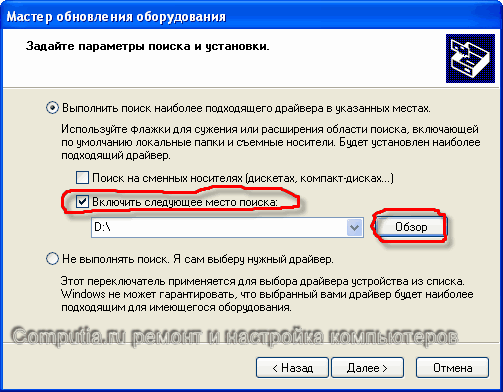 Мастер обновления оборудования
Задайте параметры поиска и установки.
Выполнить поиск наиболее подходящего драйвера в указанных местах.
Используйте флажки для сужения или расширения области поиска, включающей
по умолчанию локальные папки и съемные носители. Будет установлен наиболее
подходящий драйвер.
Поиск на сменных носителях (дискетах, компакт-дисках...)
Включить следующее место поиска:
D:\
Обзор
Не выполнять поиск. Я сам выберу нужный драйвер.
Этот переключатель применяется для выбора драйвера устройства из списка.
Windows не может гарантировать, что выбранный вами драйвер будет наиболее
подходящим для имеющегося оборудования.
Computia.ru ремонт и настройка компьютеров
< Назад
Далее >
Отмена